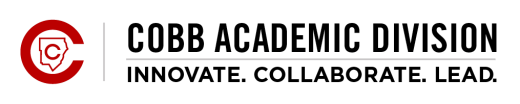 C
COBB ACADEMIC DIVISION
INNOVATE. COLLABORATE. LEAD.